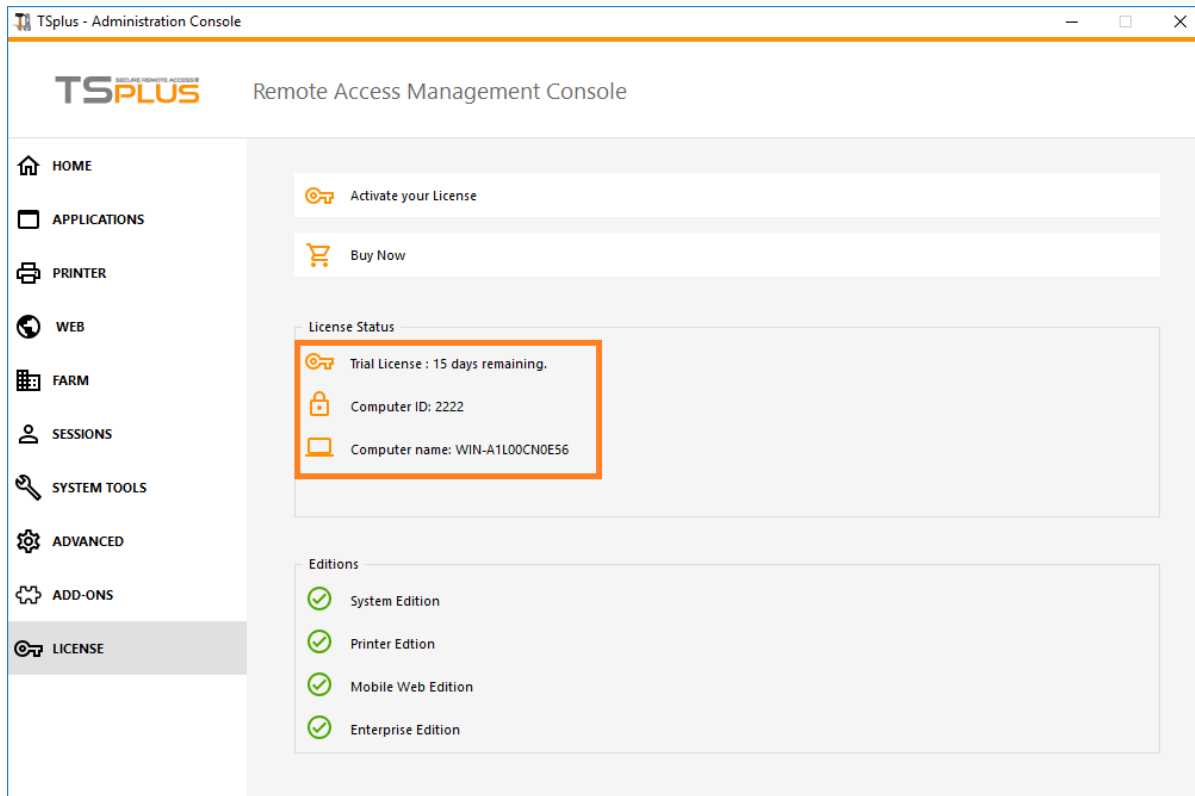 TSplus - Administration Console
TSPLUS
SECURE REMOTE ACCESS®
Remote Access Management Console
HOME
APPLICATIONS
PRINTER
WEB
FARM
SESSIONS
SYSTEM TOOLS
ADVANCED
ADD-ONS
LICENSE
Activate your License
Buy Now
License Status
Trial License : 15 days remaining.
Computer ID: 2222
Computer name: WIN-A1L00CN0E56
Editions
System Edition
Printer Edtion
Mobile Web Edition
Enterprise Edition